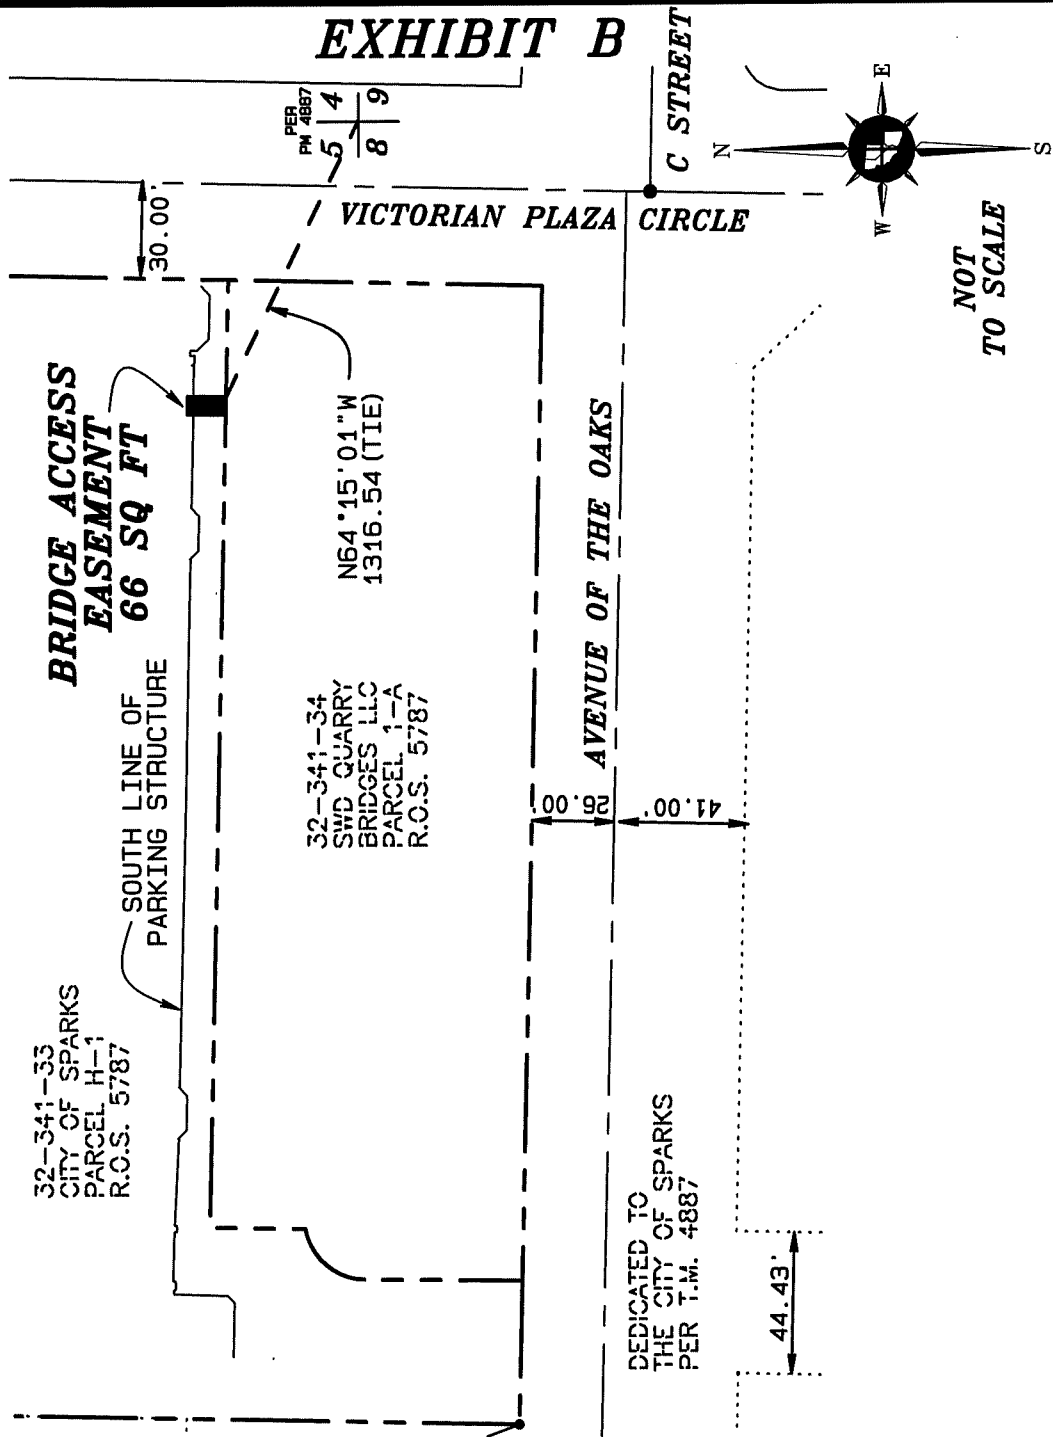 EXHIBIT B
C STREET
PER
PM 4887
5 4
8 9
N
E
S
W
NOT
TO SCALE
VICTORIAN PLAZA CIRCLE
30.00'
BRIDGE ACCESS
EASEMENT
66 SQ FT
N64°15'01"W
1316.54 (TIE)
SOUTH LINE OF
PARKING STRUCTURE
32-341-34
SWD QUARRY
BRIDGES LLC
PARCEL 1-A
R.O.S. 5787
AVENUE OF THE OAKS
26.00'
41.00'
32-341-33
CITY OF SPARKS
PARCEL H-1
R.O.S. 5787
DEDICATED TO
THE CITY OF SPARKS
PER T.M. 4887
44.43'